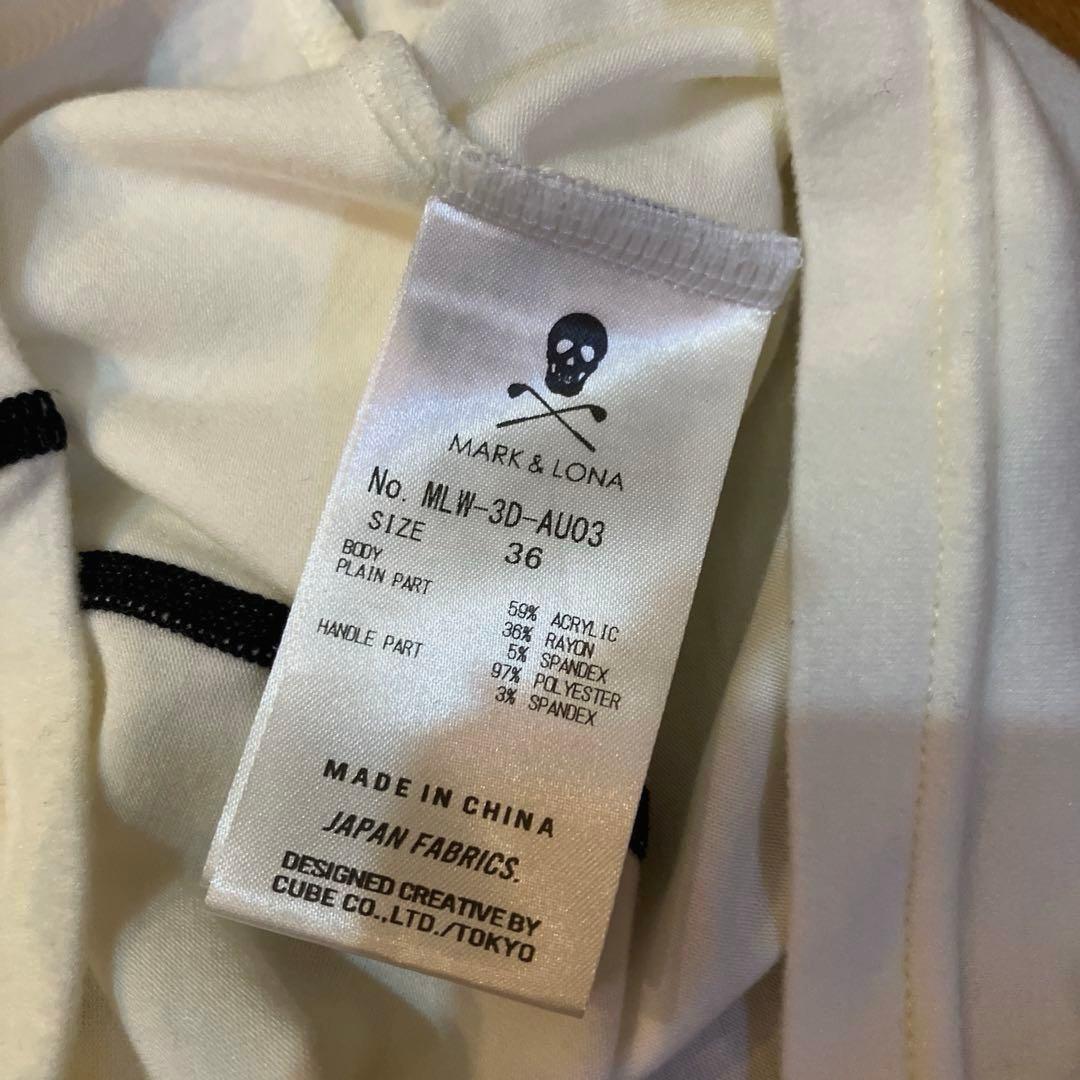 MARK & LONA
No. MLW-3D-AU03
SIZE 36
BODY
PLAIN PART
59% ACRYLIC
36% RAYON
5% SPANDEX
HANDLE PART
97% POLYESTER
3% SPANDEX
MADE IN CHINA
JAPAN FABRICS.
DESIGNED CREATIVE BY
CUBE CO.,LTD./TOKYO